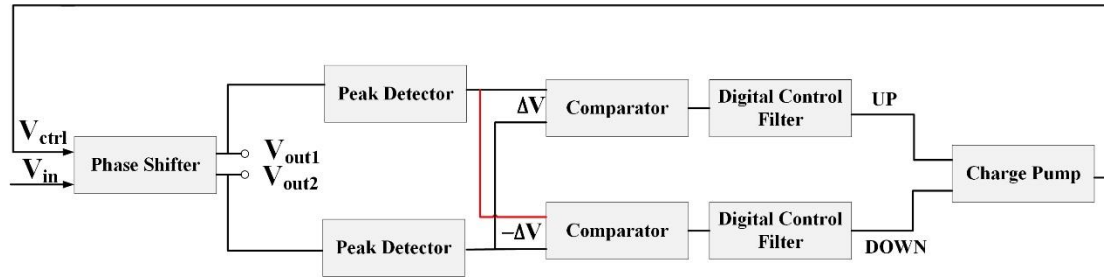 Peak Detector
ΔV
Comparator
Digital Control
Filter
UP
Vctrl
Vin
Phase Shifter
Vout1
Vout2
Charge Pump
Peak Detector
−ΔV
Comparator
Digital Control
Filter
DOWN